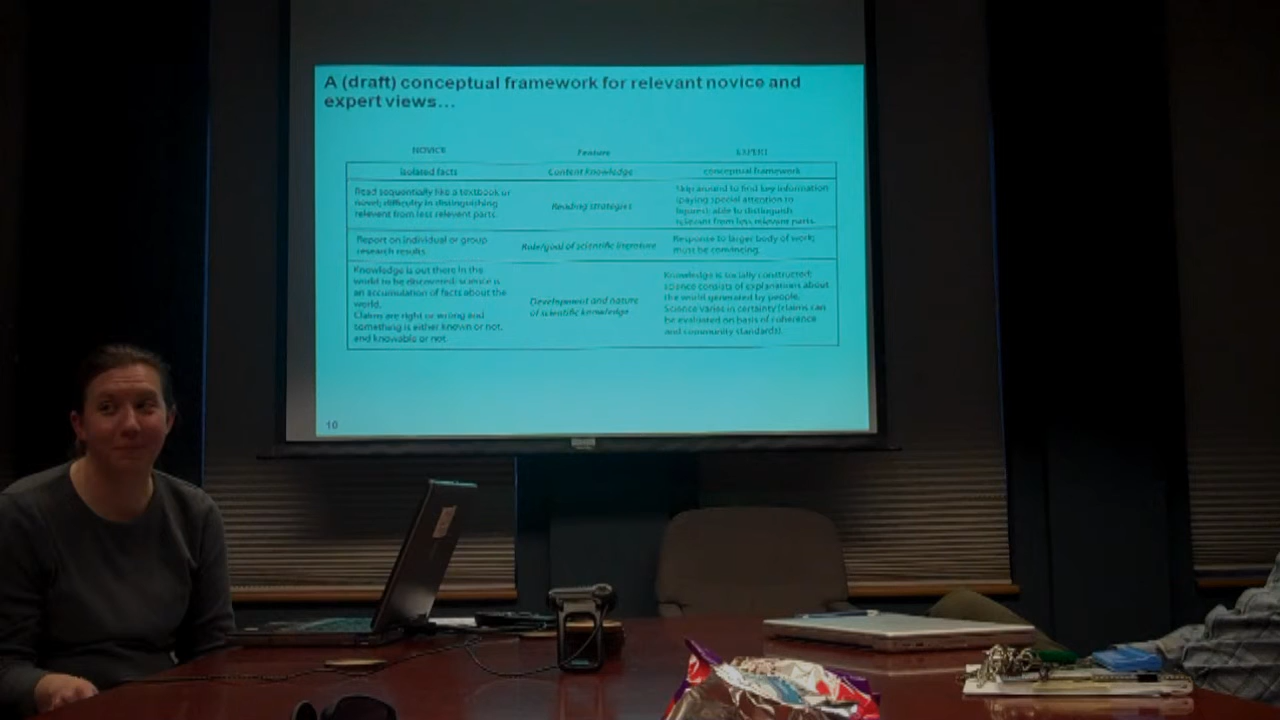 A (draft) conceptual framework for relevant novice and
expert views...
NOVICE
Feature
EXPERT
isolated facts
Content knowledge
conceptual framework
Read sequentially like a textbook or
novel; difficulty in distinguishing
relevant from less relevant parts.
Reading strategies
Skip around to find key information
(paying special attention to
figures); able to distinguish
relevant from less relevant parts.
Report on individual or group
research results.
Role/goal of scientific literature
Response to larger body of work;
must be convincing.
Knowledge is out there in the
world to be discovered; science is
an accumulation of facts about the
world.
Claims are right or wrong and
something is either known or not,
and knowable or not
Development and nature
of scientific knowledge
Knowledge is socially constructed;
science consists of explanations about
the world generated by people.
Science varies in certainty (claims can
be evaluated on basis of coherence
and community standards)
10